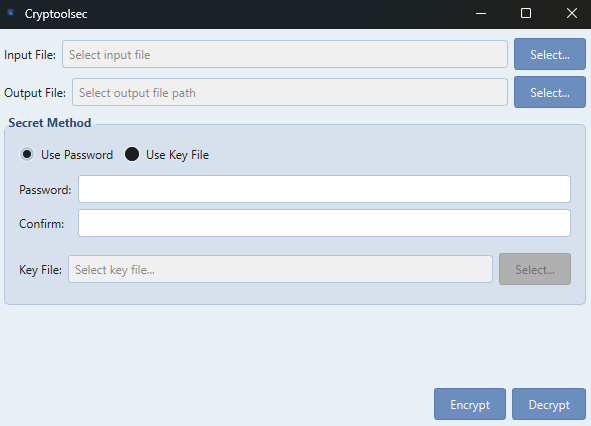 Cryptoolsec
Input File: Select input file Select...
Output File: Select output file path Select...
Secret Method
Use Password Use Key File
Password:
Confirm:
Key File: Select key file... Select...
Encrypt Decrypt